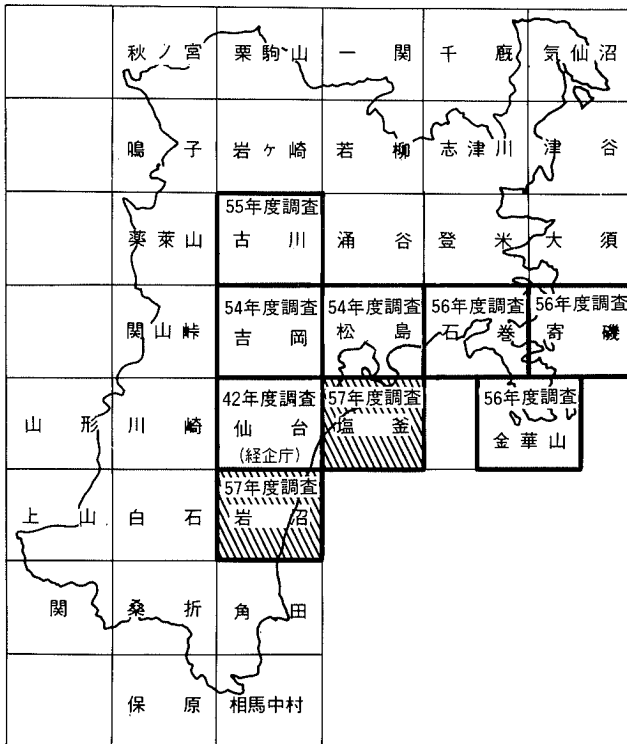 秋ノ宮 栗駒山 一関 千厩 気仙沼
鳴子 岩ヶ崎 若柳 志津川 津谷
55年度調査
薬萊山 古川 涌谷 登米 大須
54年度調査 54年度調査 56年度調査 56年度調査
関山峠 吉岡 松島 石巻 寄磯
42年度調査 57年度調査 56年度調査
山形 川崎 仙台 塩釜 金華山
(経企庁)
57年度調査
上山 白石 岩沼
関 桑折 角田
保原 相馬中村